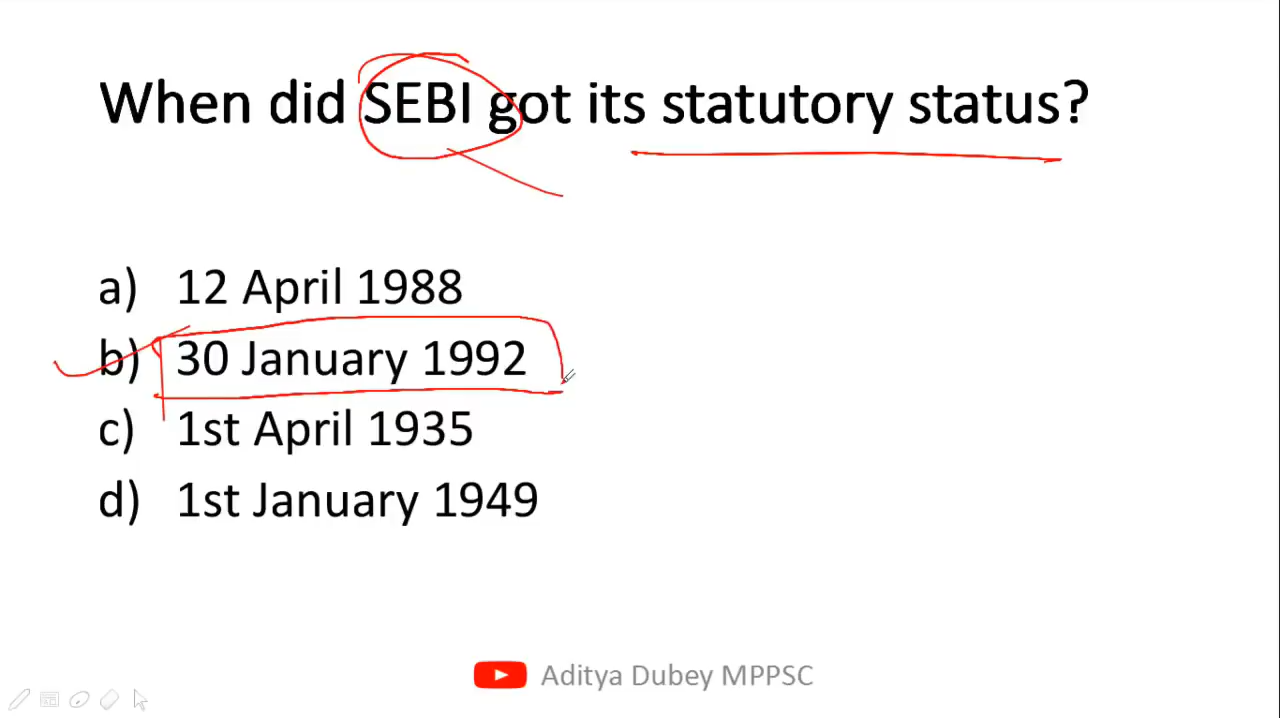 When did SEBI got its statutory status?
a) 12 April 1988
b) 30 January 1992
c) 1st April 1935
d) 1st January 1949
Aditya Dubey MPPSC